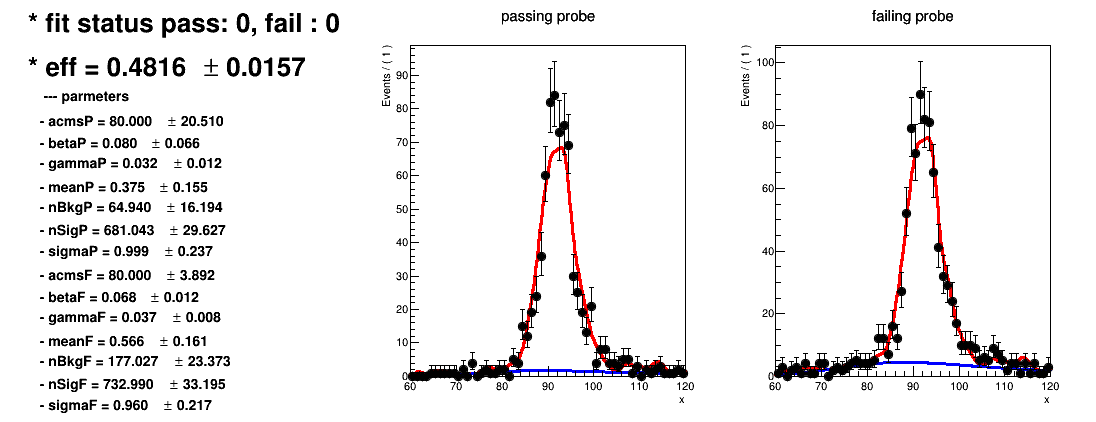 * fit status pass: 0, fail : 0
* eff = 0.4816 ± 0.0157
--- parmeters
- acmsP = 80.000 ± 20.510
- betaP = 0.080 ± 0.066
- gammaP = 0.032 ± 0.012
- meanP = 0.375 ± 0.155
- nBkgP = 64.940 ± 16.194
- nSigP = 681.043 ± 29.627
- sigmaP = 0.999 ± 0.237
- acmsF = 80.000 ± 3.892
- betaF = 0.068 ± 0.012
- gammaF = 0.037 ± 0.008
- meanF = 0.566 ± 0.161
- nBkgF = 177.027 ± 23.373
- nSigF = 732.990 ± 33.195
- sigmaF = 0.960 ± 0.217
passing probe
Events / ( 1 )
90
80
70
60
50
40
30
20
10
0
60 70 80 90 100 110 120
x
failing probe
Events / ( 1 )
100
80
60
40
20
0
60 70 80 90 100 110 120
x